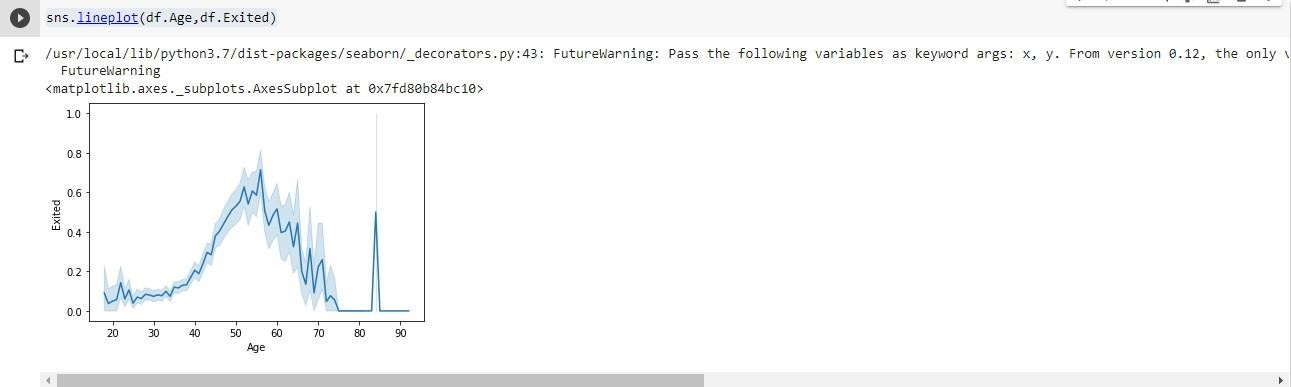 sns.lineplot(df.Age,df.Exited)
/usr/local/lib/python3.7/dist-packages/seaborn/_decorators.py:43: FutureWarning: Pass the following variables as keyword args: x, y. From version 0.12, the only
FutureWarning
<matplotlib.axes._subplots.AxesSubplot at 0x7fd80b84bc10>
1.0
0.8
0.6
Exited
0.4
0.2
0.0
20 30 40 50 60 70 80 90
Age